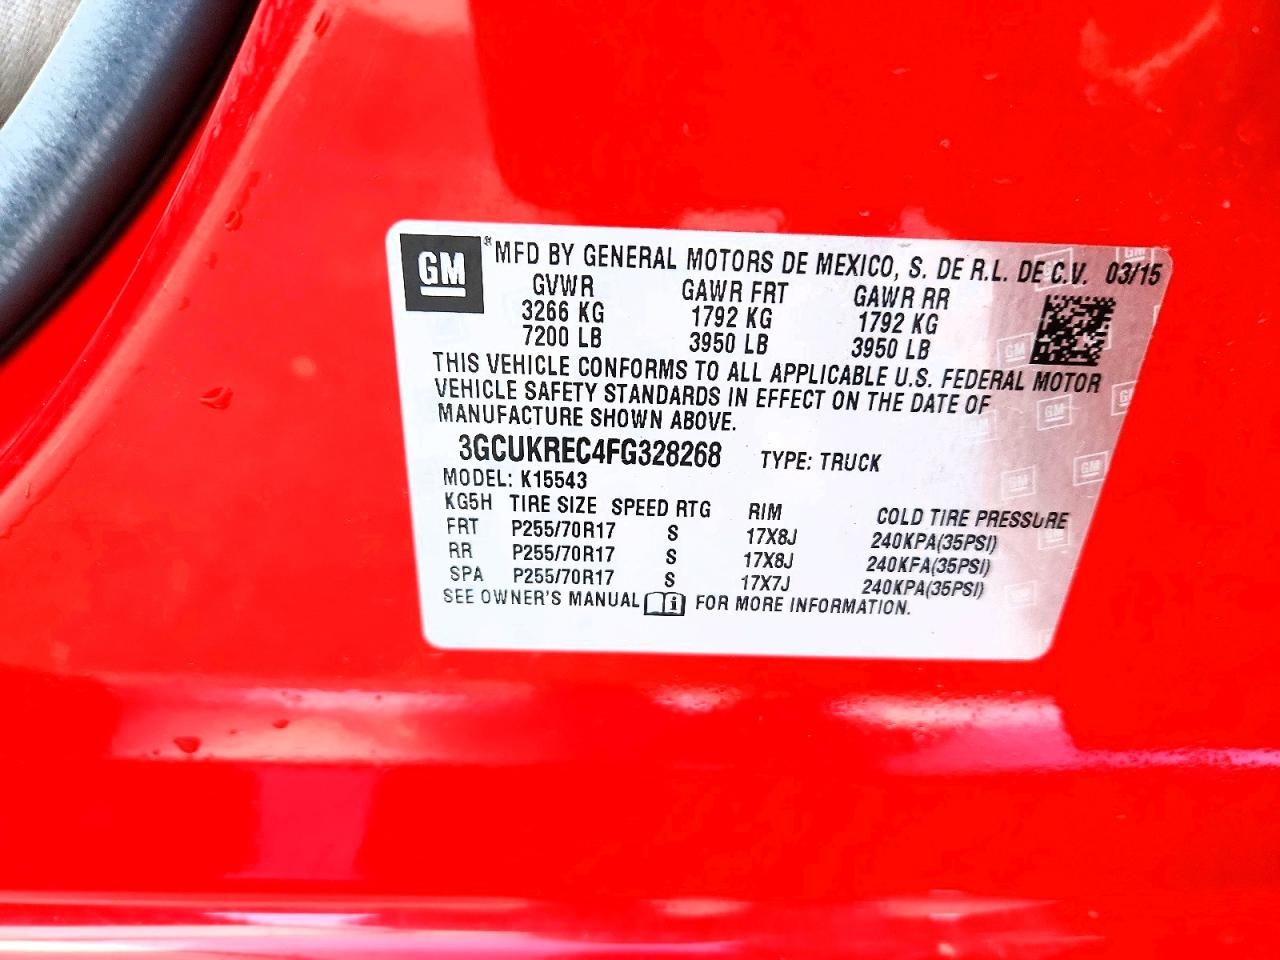 GM ® MFD BY GENERAL MOTORS DE MEXICO, S. DE R.L. DE C.V. 03/15
GVWR GAWR FRT GAWR RR
3266 KG 1792 KG 1792 KG
7200 LB 3950 LB 3950 LB
THIS VEHICLE CONFORMS TO ALL APPLICABLE U.S. FEDERAL MOTOR
VEHICLE SAFETY STANDARDS IN EFFECT ON THE DATE OF
MANUFACTURE SHOWN ABOVE.
3GCUKREC4FG328268 TYPE: TRUCK
MODEL: K15543
KG5H TIRE SIZE SPEED RTG RIM COLD TIRE PRESSURE
FRT P255/70R17 S 17X8J 240KPA(35PSI)
RR P255/70R17 S 17X8J 240KPA(35PSI)
SPA P255/70R17 S 17X7J 240KPA(35PSI)
SEE OWNER'S MANUAL i FOR MORE INFORMATION.